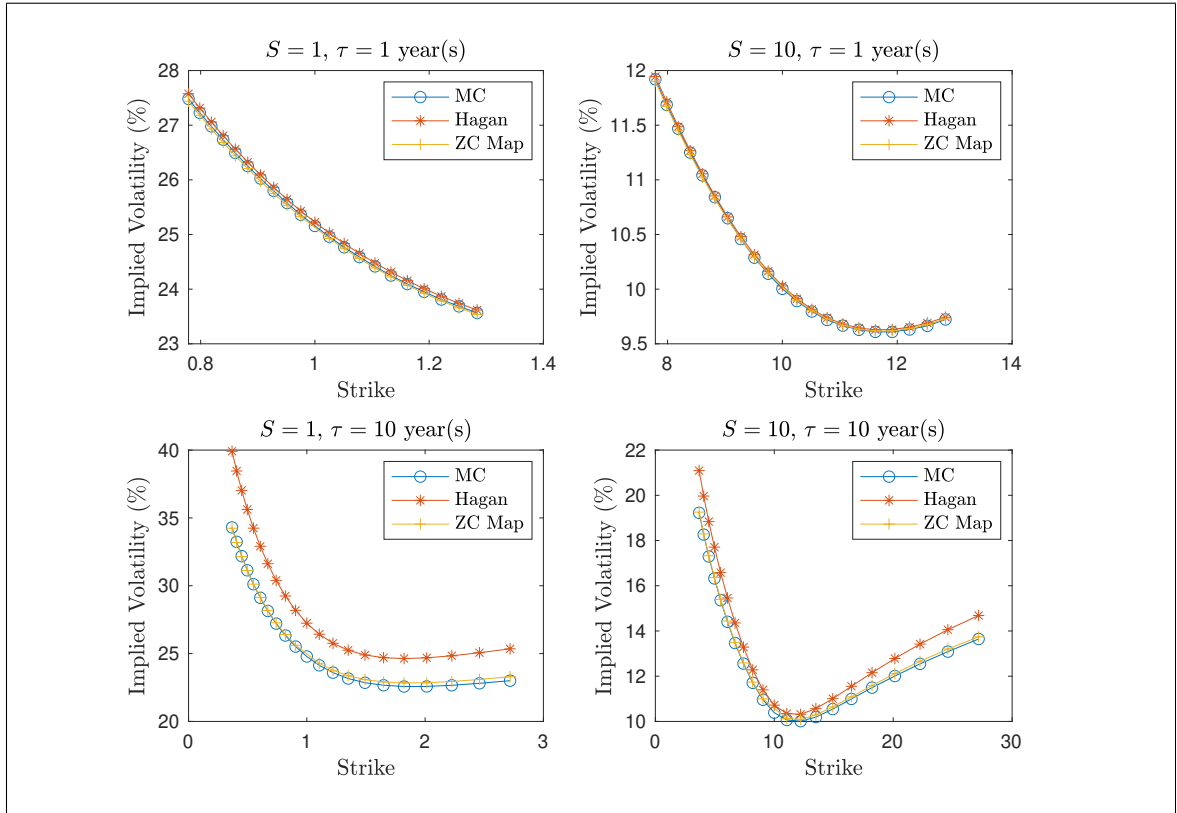 S = 1, τ = 1 year(s)
28
27
26
25
24
23
0.8
1
1.2
1.4
Implied Volatility (%)
Strike
MC
Hagan
ZC Map
S = 10, τ = 1 year(s)
12
11.5
11
10.5
10
9.5
8
10
12
14
Implied Volatility (%)
Strike
MC
Hagan
ZC Map
S = 1, τ = 10 year(s)
40
35
30
25
20
0
1
2
3
Implied Volatility (%)
Strike
MC
Hagan
ZC Map
S = 10, τ = 10 year(s)
22
20
18
16
14
12
10
0
10
20
30
Implied Volatility (%)
Strike
MC
Hagan
ZC Map